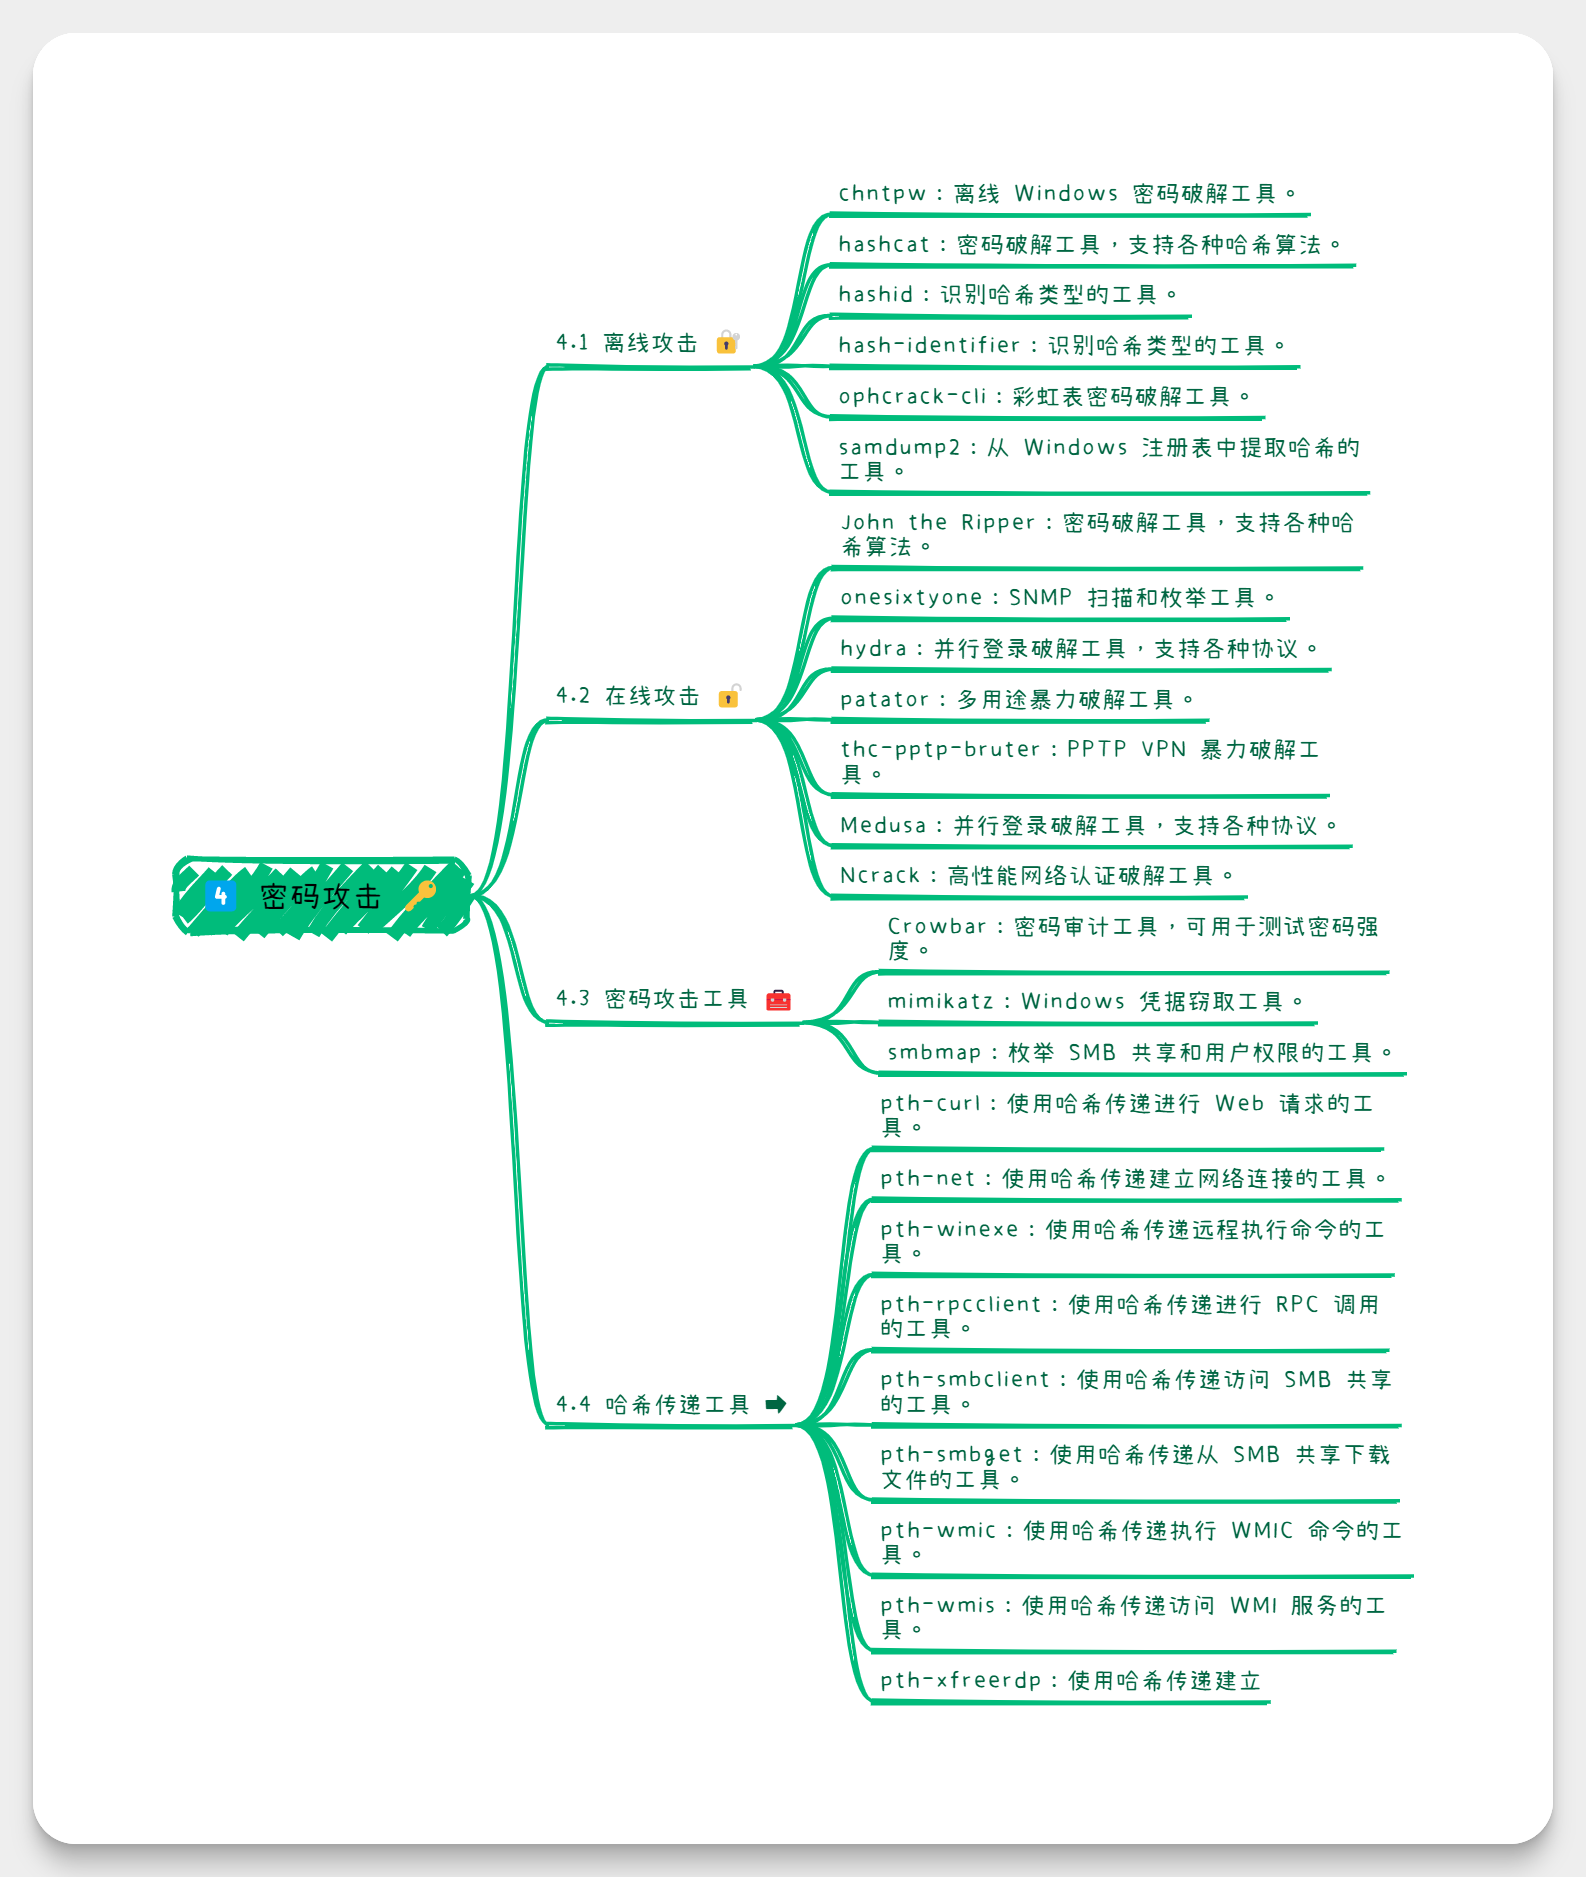 4 密码攻击
4.1 离线攻击
chntpw：离线 Windows 密码破解工具。
hashcat：密码破解工具，支持各种哈希算法。
hashid：识别哈希类型的工具。
hash-identifier：识别哈希类型的工具。
ophcrack-cli：彩虹表密码破解工具。
samdump2：从 Windows 注册表中提取哈希的
工具。
4.2 在线攻击
John the Ripper：密码破解工具，支持各种哈
希算法。
onesixtyone：SNMP 扫描和枚举工具。
hydra：并行登录破解工具，支持各种协议。
patator：多用途暴力破解工具。
thc-pptp-bruter：PPTP VPN 暴力破解工
具。
Medusa：并行登录破解工具，支持各种协议。
Ncrack：高性能网络认证破解工具。
4.3 密码攻击工具
Crowbar：密码审计工具，可用于测试密码强
度。
mimikatz：Windows 凭据窃取工具。
smbmap：枚举 SMB 共享和用户权限的工具。
4.4 哈希传递工具
pth-curl：使用哈希传递进行 Web 请求的工
具。
pth-net：使用哈希传递建立网络连接的工具。
pth-winexe：使用哈希传递远程执行命令的工
具。
pth-rpcclient：使用哈希传递进行 RPC 调用
的工具。
pth-smbclient：使用哈希传递访问 SMB 共享
的工具。
pth-smbget：使用哈希传递从 SMB 共享下载
文件的工具。
pth-wmic：使用哈希传递执行 WMIC 命令的工
具。
pth-wmis：使用哈希传递访问 WMI 服务的工
具。
pth-xfreerdp：使用哈希传递建立